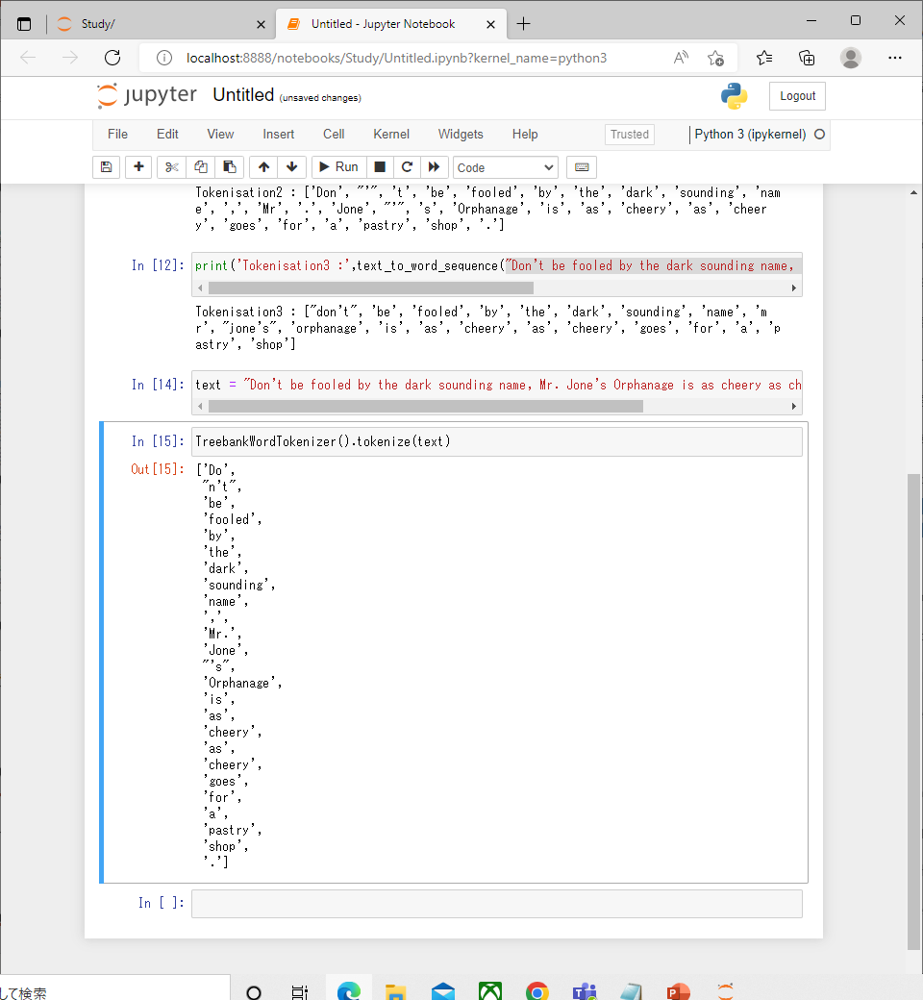 Study/
Untitled - Jupyter Notebook
localhost:8888/notebooks/Study/Untitled.ipynb?kernel_name=python3
jupyter Untitled (unsaved changes)
Logout
File Edit View Insert Cell Kernel Widgets Help
Trusted
Python 3 (ipykernel)
Run
Code
Tokenisation2 : ['Don', "'", 't', 'be', 'fooled', 'by', 'the', 'dark', 'sounding', 'nam
e', ',', 'Mr', '.', 'Jone', "'", 's', 'Orphanage', 'is', 'as', 'cheery', 'as', 'cheer
y', 'goes', 'for', 'a', 'pastry', 'shop', '.']
In [12]: print('Tokenisation3 :',text_to_word_sequence("Don't be fooled by the dark sounding name,
Tokenisation3 : ["don't", 'be', 'fooled', 'by', 'the', 'dark', 'sounding', 'name', 'm
r', "jone's", 'orphanage', 'is', 'as', 'cheery', 'as', 'cheery', 'goes', 'for', 'a', 'p
astry', 'shop']
In [14]: text = "Don't be fooled by the dark sounding name, Mr. Jone's Orphanage is as cheery as ch
In [15]: TreebankWordTokenizer().tokenize(text)
Out[15]: ['Do',
"n't",
'be',
'fooled',
'by',
'the',
'dark',
'sounding',
'name',
',',
'Mr.',
'Jone',
"'s",
'Orphanage',
'is',
'as',
'cheery',
'as',
'cheery',
'goes',
'for',
'a',
'pastry',
'shop',
'.']
In [ ]:
して検索